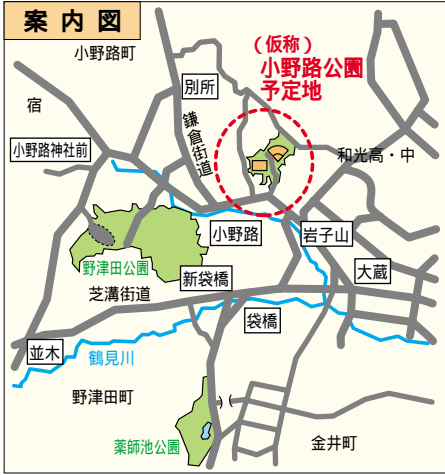 案内図
小野路町
(仮称)
小野路公園
予定地
別所
宿
鎌倉街道
小野路神社前
和光高・中
小野路
岩子山
野津田公園
新袋橋
大蔵
芝溝街道
袋橋
並木
鶴見川
野津田町
薬師池公園
金井町